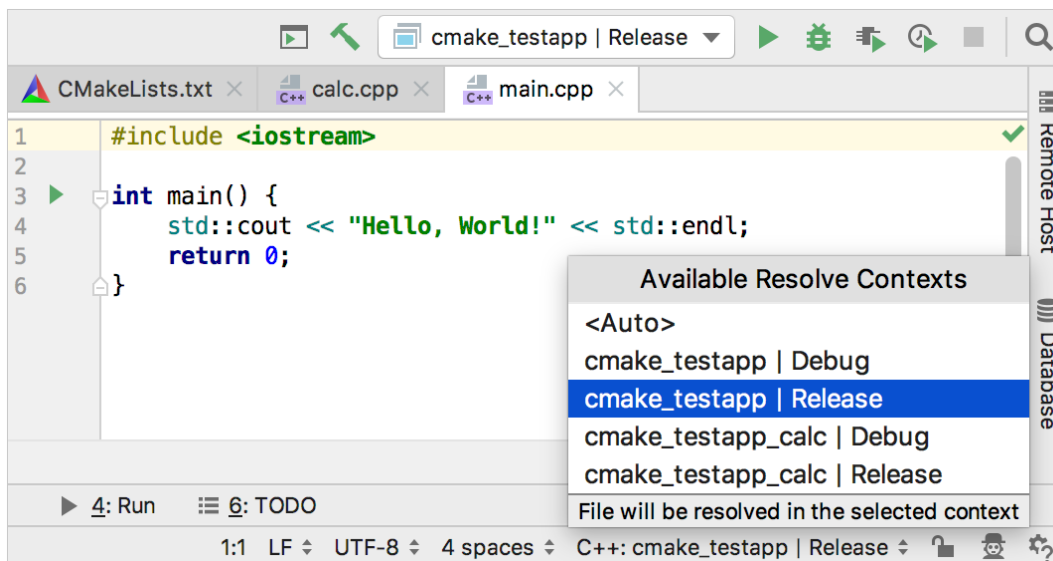 cmake_testapp | Release
CMakeLists.txt
C++ calc.cpp
C++ main.cpp
1 #include <iostream>
2
3 int main() {
4 std::cout << "Hello, World!" << std::endl;
5 return 0;
6 }
Remote Host
Database
Available Resolve Contexts
<Auto>
cmake_testapp | Debug
cmake_testapp | Release
cmake_testapp_calc | Debug
cmake_testapp_calc | Release
File will be resolved in the selected context
4: Run 6: TODO
1:1 LF UTF-8 4 spaces C++: cmake_testapp | Release